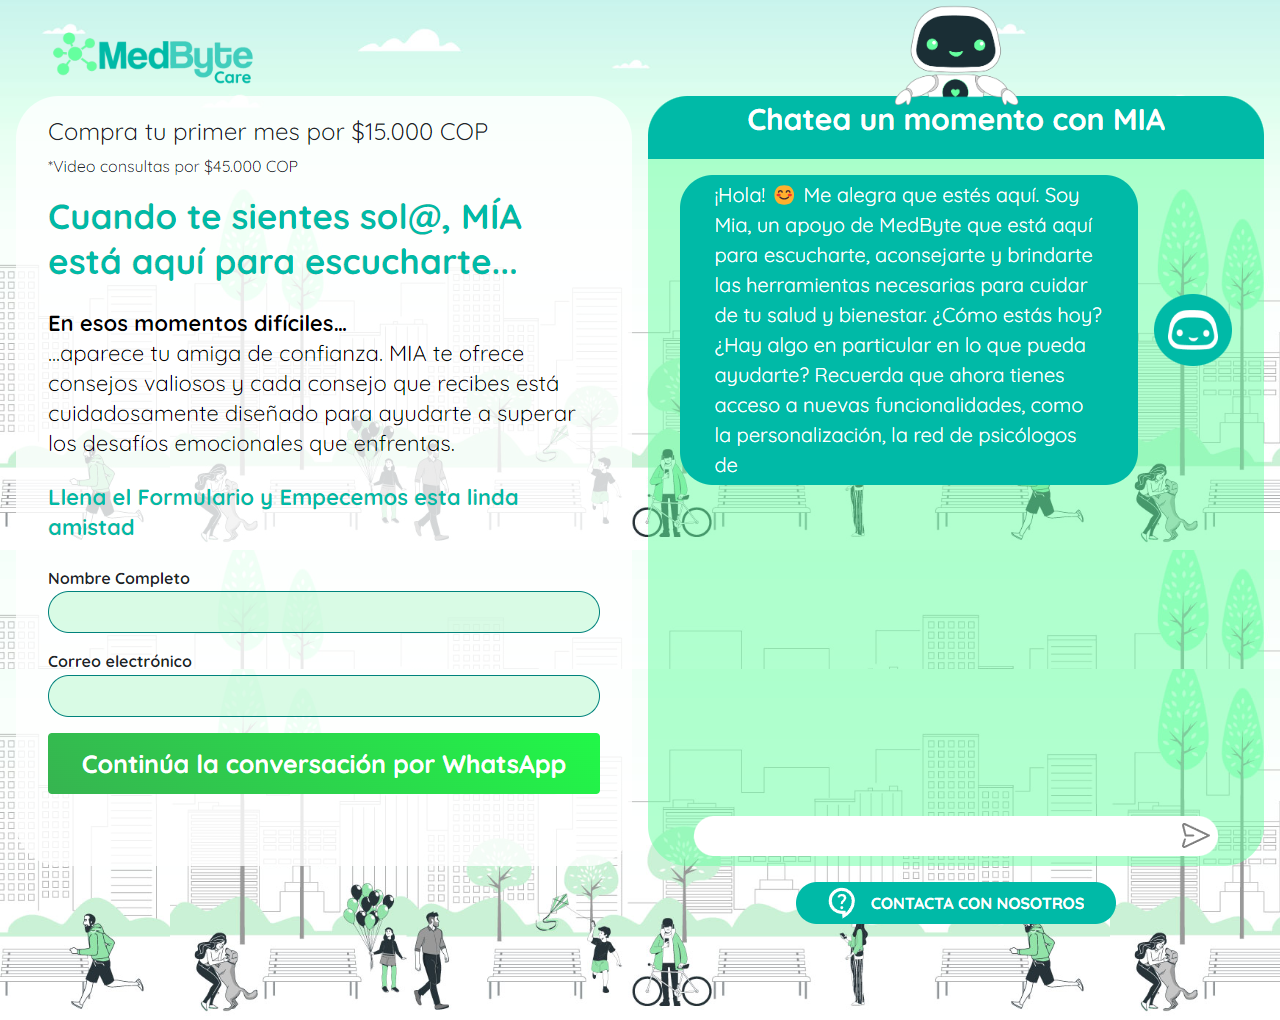 MedByte
Care
Compra tu primer mes por $15.000 COP
*Video consultas por $45.000 COP
Cuando te sientes sol@, MÍA
está aquí para escucharte...
En esos momentos difíciles...
...aparece tu amiga de confianza. MIA te ofrece
consejos valiosos y cada consejo que recibes está
cuidadosamente diseñado para ayudarte a superar
los desafíos emocionales que enfrentas.
Llena el Formulario y Empecemos esta linda
amistad
Nombre Completo
Correo electrónico
Continúa la conversación por WhatsApp
Chatea un momento con MIA
¡Hola! 😊 Me alegra que estés aquí. Soy
Mia, un apoyo de MedByte que está aquí
para escucharte, aconsejarte y brindarte
las herramientas necesarias para cuidar
de tu salud y bienestar. ¿Cómo estás hoy?
¿Hay algo en particular en lo que pueda
ayudarte? Recuerda que ahora tienes
acceso a nuevas funcionalidades, como
la personalización, la red de psicólogos
de
CONTACTA CON NOSOTROS